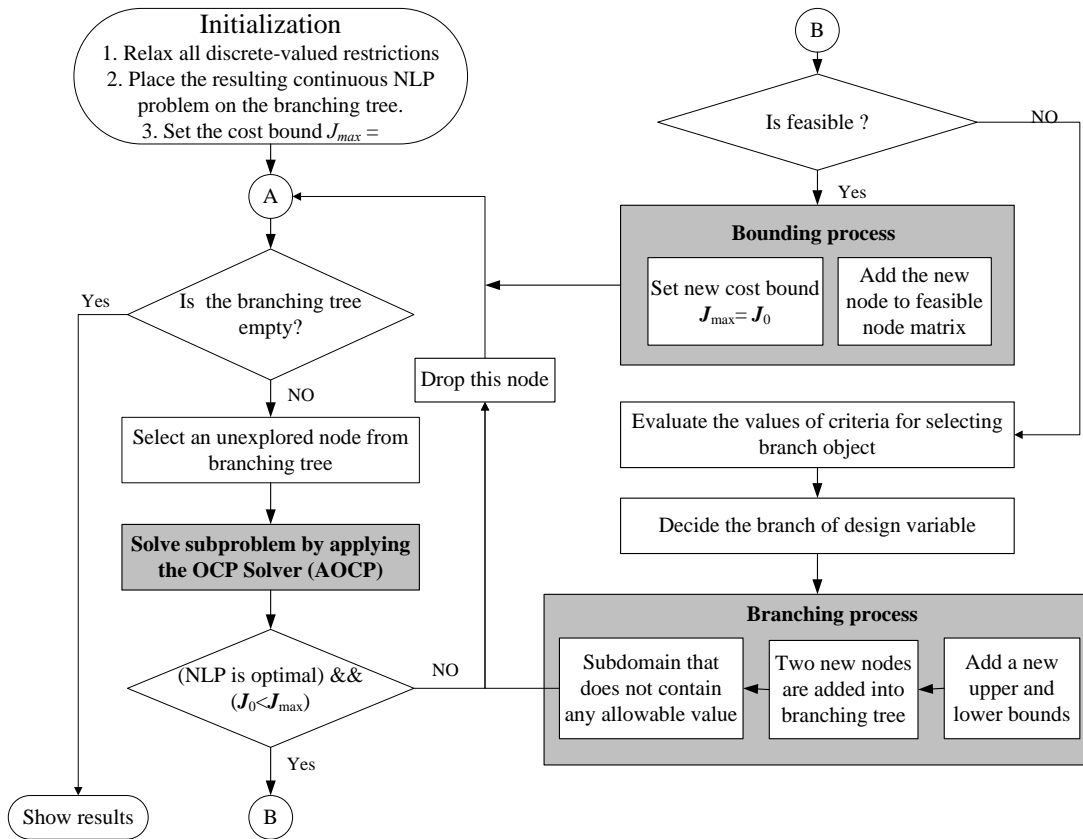 Initialization
1. Relax all discrete-valued restrictions
2. Place the resulting continuous NLP
problem on the branching tree.
3. Set the cost bound Jmax =
A
Is the branching tree
empty?
Yes
NO
Select an unexplored node from
branching tree
Solve subproblem by applying
the OCP Solver (AOCP)
(NLP is optimal) &&
(J0<Jmax)
NO
Yes
Show results
B
Drop this node
B
Is feasible ?
NO
Yes
Bounding process
Set new cost bound
Jmax= J0
Add the new
node to feasible
node matrix
Evaluate the values of criteria for selecting
branch object
Decide the branch of design variable
Branching process
Subdomain that
does not contain
any allowable value
Two new nodes
are added into
branching tree
Add a new
upper and
lower bounds